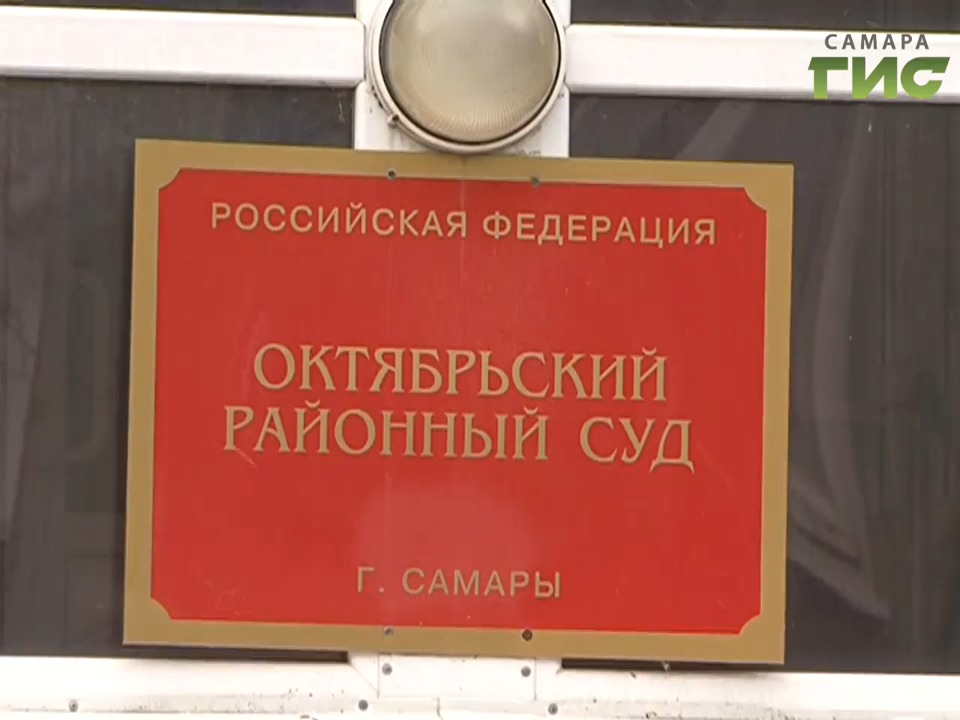 САМАРА
ГИС
РОССИЙСКАЯ ФЕДЕРАЦИЯ
ОКТЯБРЬСКИЙ
РАЙОННЫЙ СУД
Г. САМАРЫ